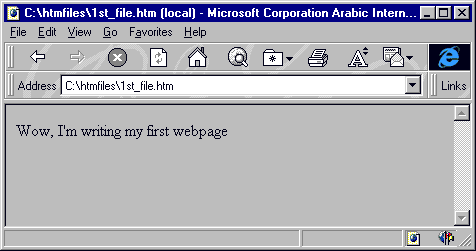 C:\htmfiles\1st_file.htm (local) - Microsoft Corporation Arabic Intern...
File Edit View Go Favorites Help
Address C:\htmfiles\1st_file.htm Links
Wow, I'm writing my first webpage